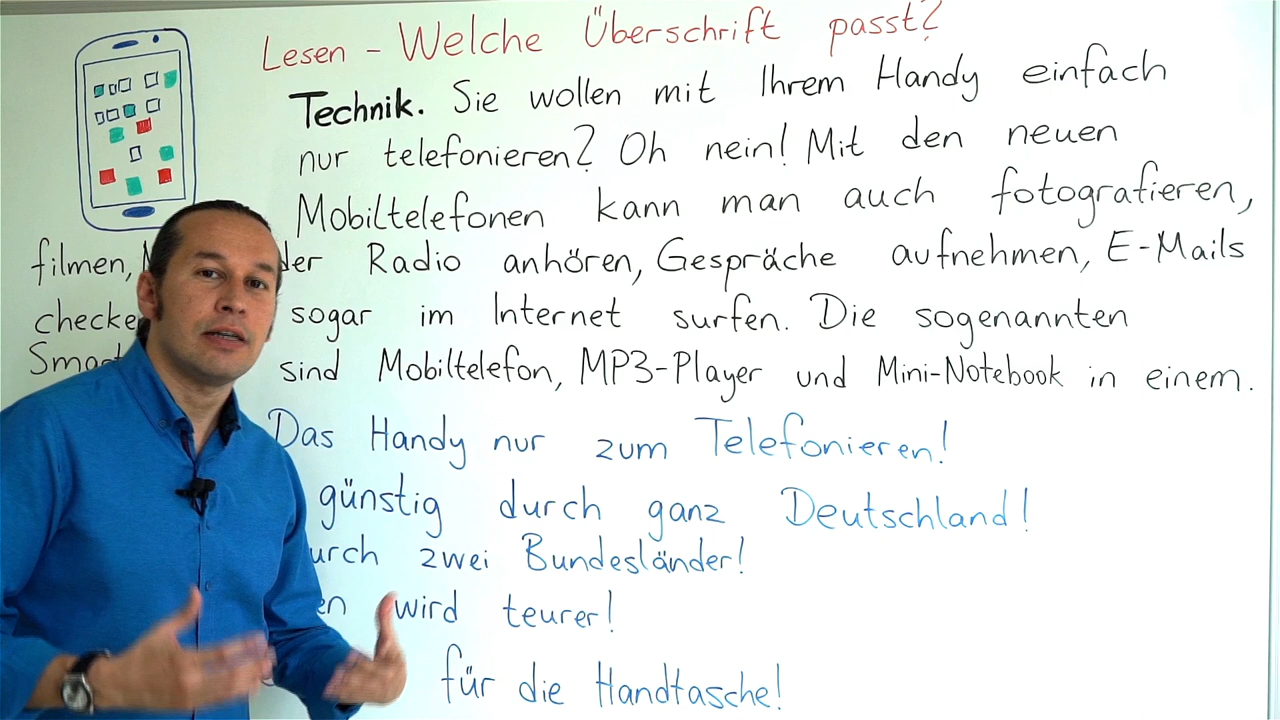 Lesen - Welche Überschrift passt?
Technik. Sie wollen mit Ihrem Handy einfach
nur telefonieren? Oh nein! Mit den neuen
Mobiltelefonen kann man auch fotografieren,
filmen, Radio anhören, Gespräche aufnehmen, E-Mails
sogar im Internet surfen. Die sogenannten
sind Mobiltelefon, MP3-Player und Mini-Notebook in einem.
Das Handy nur zum Telefonieren!
günstig durch ganz Deutschland!
zwei Bundesländer!
wird teurer!
für die Handtasche!